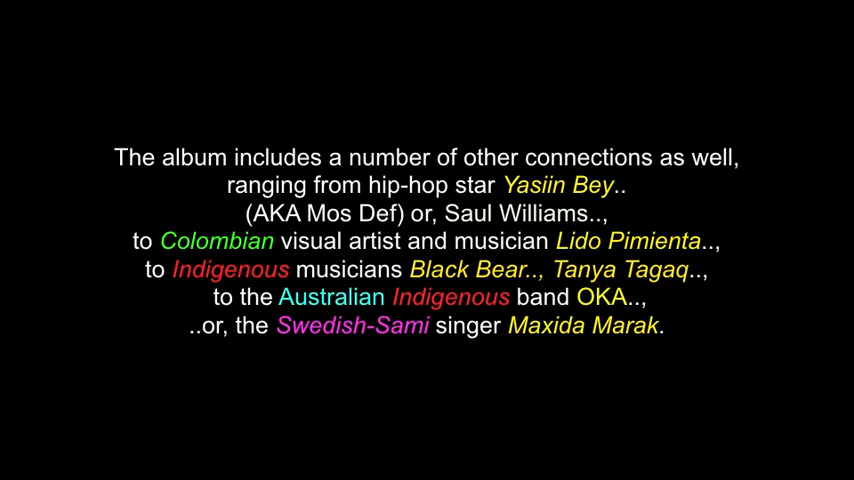 The album includes a number of other connections as well,
ranging from hip-hop star Yasiin Bey..
(AKA Mos Def) or, Saul Williams..,
to Colombian visual artist and musician Lido Pimienta..,
to Indigenous musicians Black Bear.., Tanya Tagaq..,
to the Australian Indigenous band OKA..,
..or, the Swedish-Sami singer Maxida Marak.